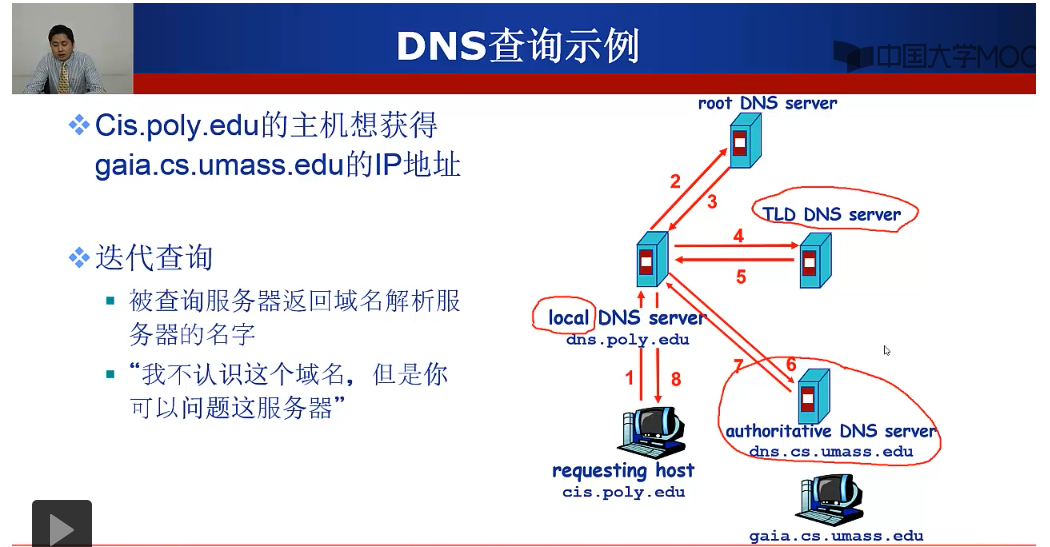 DNS查询示例
中国大学MOO
Cis.poly.edu的主机想获得
gaia.cs.umass.edu的IP地址
迭代查询
被查询服务器返回域名解析服
务器的名字
“我不认识这个域名，但是你
可以问题这服务器”
root DNS server
2
3
TLD DNS server
4
5
local DNS server
dns.poly.edu
1
8
7
6
authoritative DNS server
dns.cs.umass.edu
requesting host
cis.poly.edu
gaia.cs.umass.edu